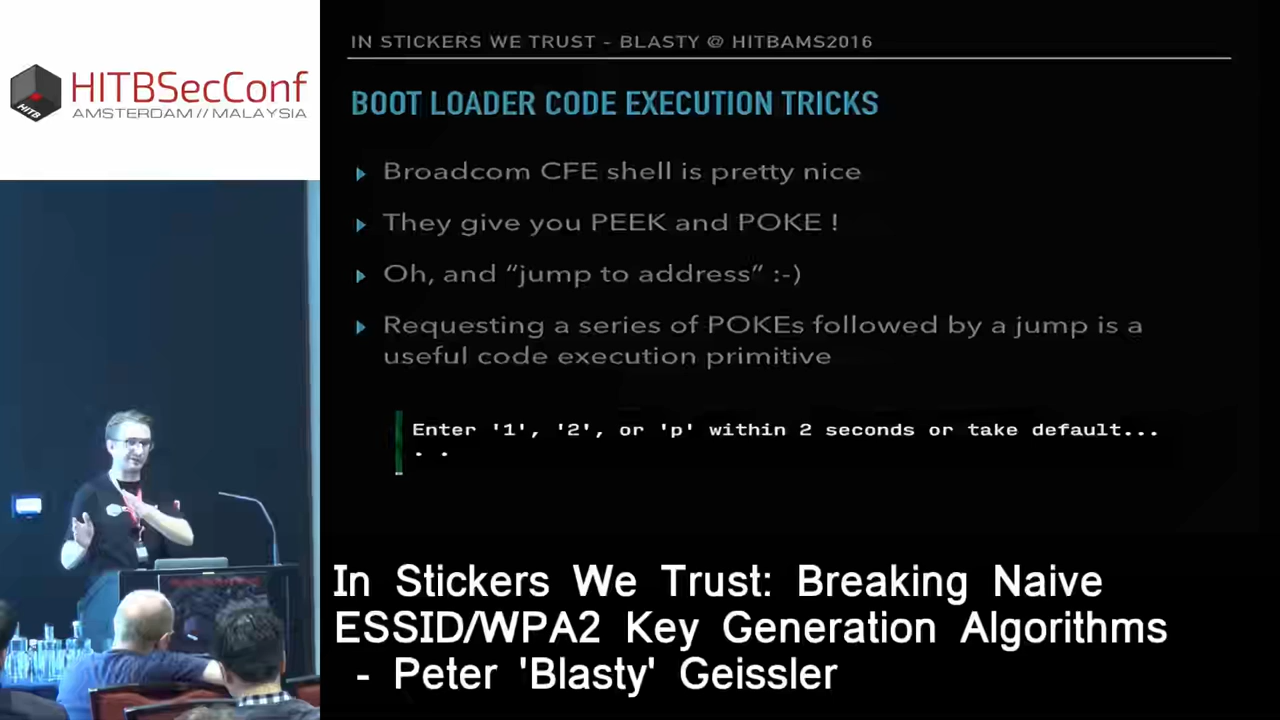 HITBSecConf
AMSTERDAM // MALAYSIA
HITB
IN STICKERS WE TRUST - BLASTY @ HITBAMS2016
BOOT LOADER CODE EXECUTION TRICKS
Broadcom CFE shell is pretty nice
They give you PEEK and POKE !
Oh, and “jump to address” :-)
Requesting a series of POKEs followed by a jump is a
useful code execution primitive
Enter '1', '2', or 'p' within 2 seconds or take default...
. .
In Stickers We Trust: Breaking Naive
ESSID/WPA2 Key Generation Algorithms
- Peter 'Blasty' Geissler